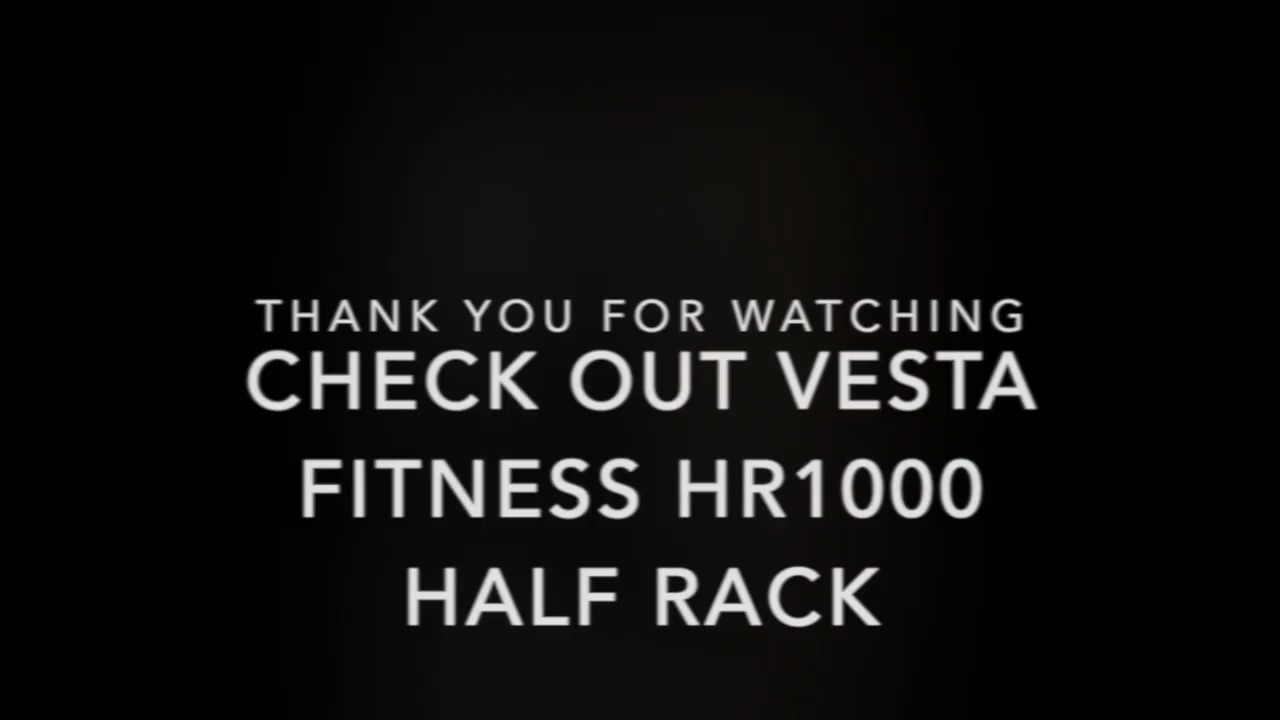 THANK YOU FOR WATCHING
CHECK OUT VESTA
FITNESS HR1000
HALF RACK